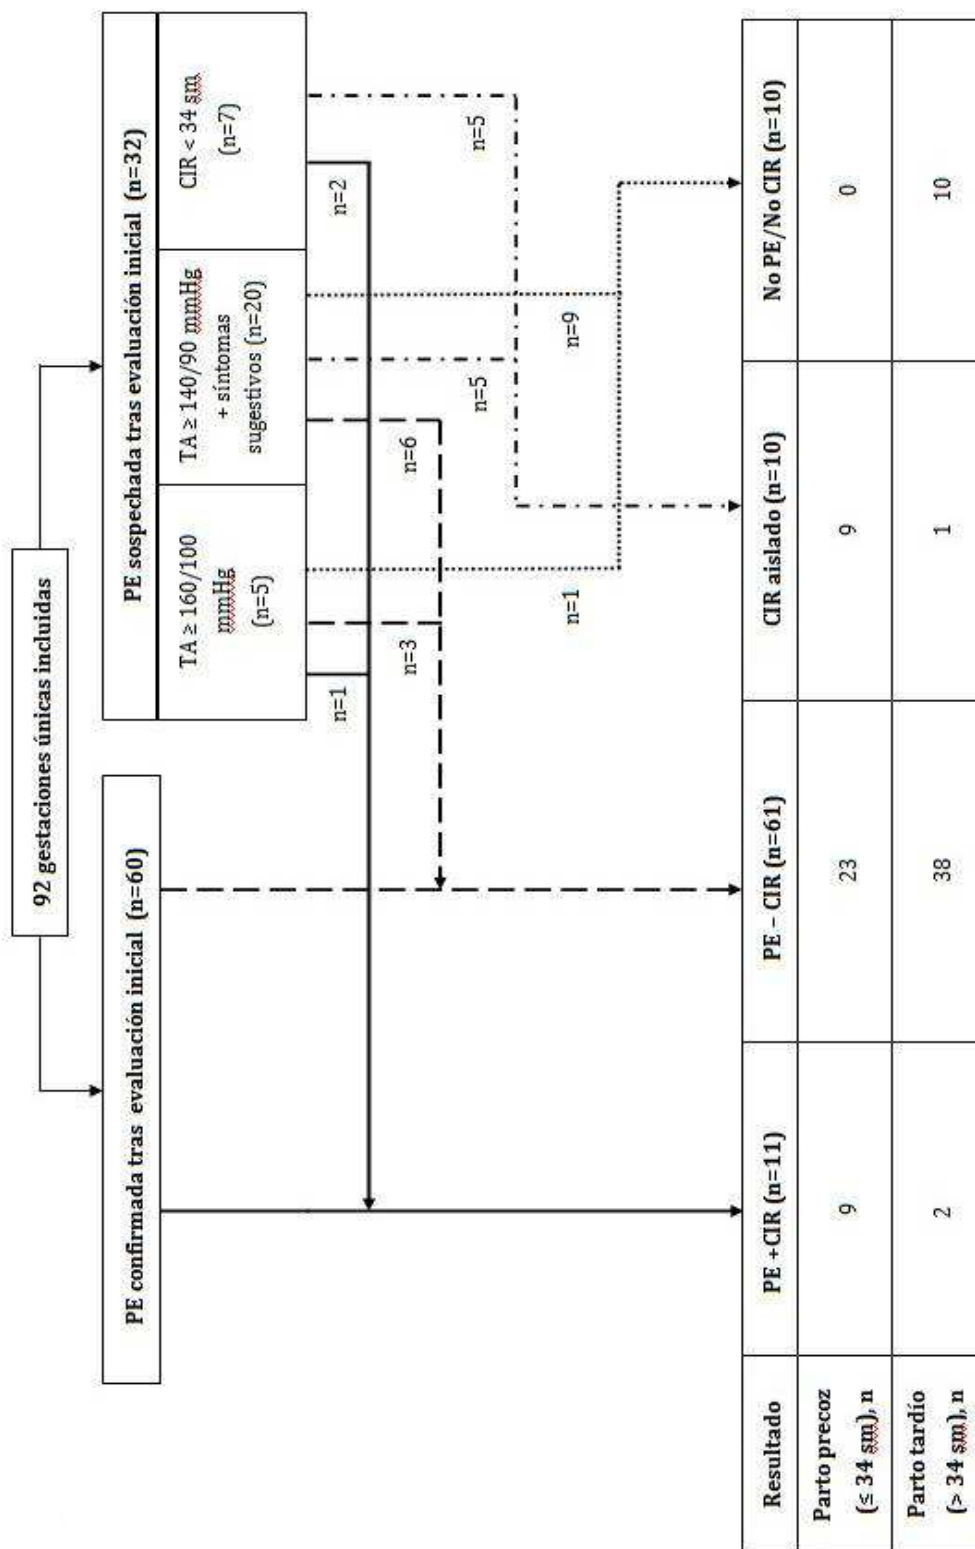 92 gestaciones únicas incluidas
PE confirmada tras evaluación inicial (n=60)
PE sospechada tras evaluación inicial (n=32)
TA ≥ 160/100
mmHg
(n=5)
TA ≥ 140/90 mmHg
+ síntomas
sugestivos (n=20)
CIR < 34 sm
(n=7)
n=1
n=2
n=3
n=6
n=5
n=5
n=1
n=9
Resultado
PE +CIR (n=11)
PE – CIR (n=61)
CIR aislado (n=10)
No PE/No CIR (n=10)
Parto precoz
(≤ 34 sm), n
9
23
9
0
Parto tardío
(> 34 sm), n
2
38
1
10